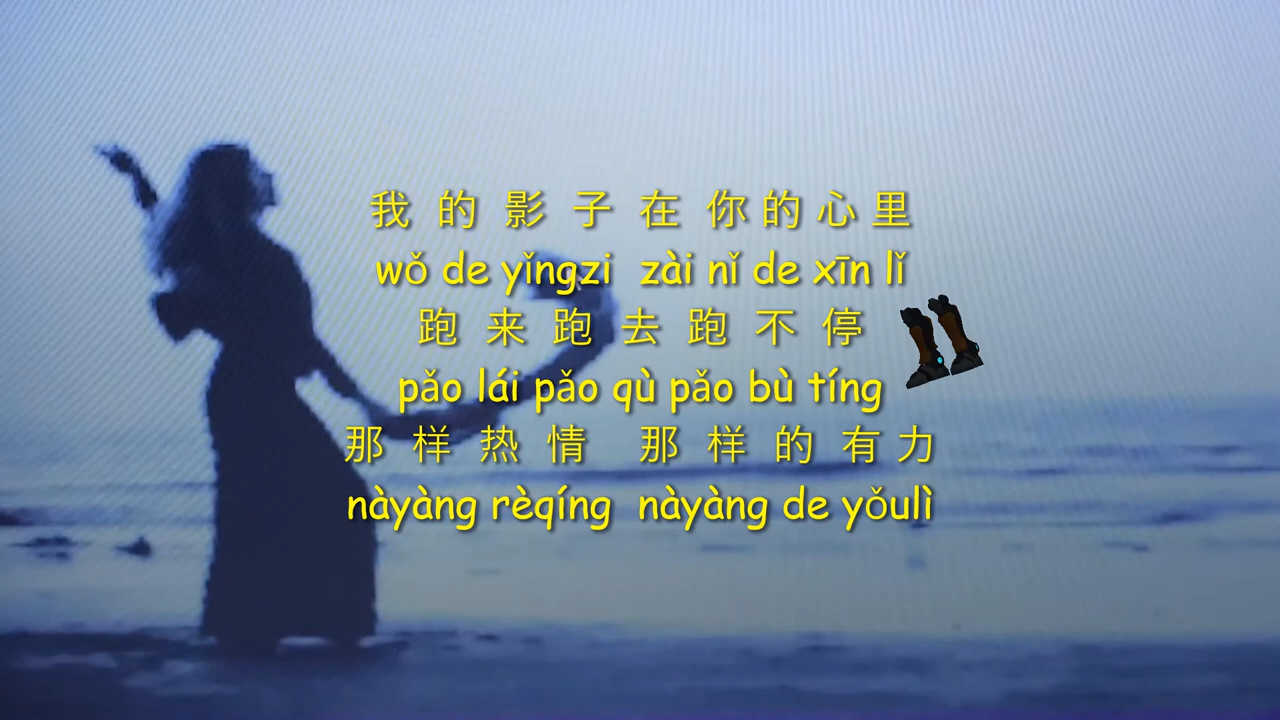 我的影子在你的心里
wǒ de yǐngzi zài nǐ de xīn lǐ
跑来跑去跑不停
pǎo lái pǎo qù pǎo bù tíng
那样热情 那样的有力
nàyàng rèqíng nàyàng de yǒulì